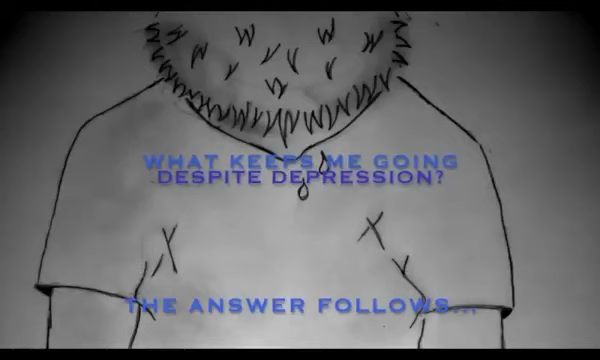 WHAT KEEPS ME GOING
DESPITE DEPRESSION?
THE ANSWER FOLLOWS...